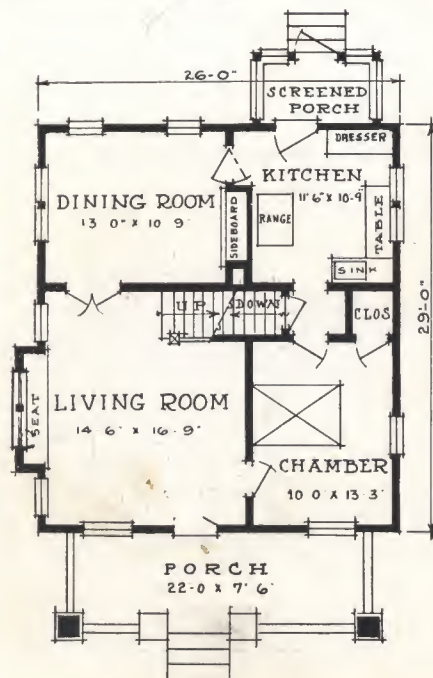 26'-0"
SCREENED
PORCH
DRESSER
KITCHEN
11'6" X 10'-9
DINING ROOM
13'0" X 10'9"
SIDEBOARD
RANGE
TABLE
SINK
UP
DOWN
CLOS
29'-0"
LIVING ROOM
14'6" X 16'-9"
SEAT
CHAMBER
10'0" X 13'-3"
PORCH
22'-0 X 7'6"